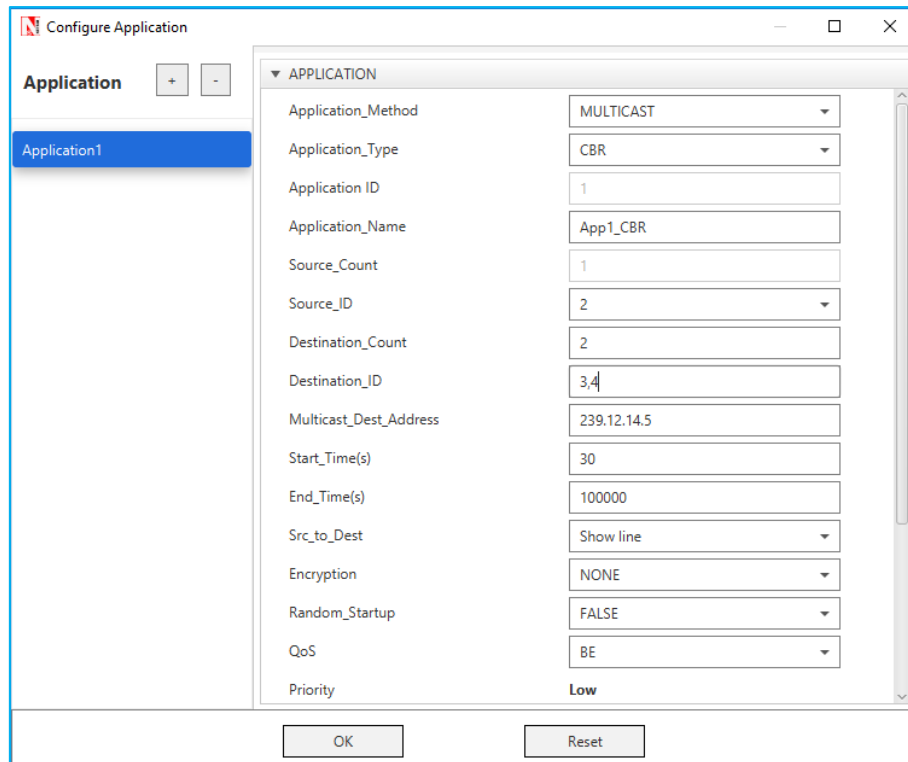 Configure Application
Application + -
Application1
APPLICATION
Application_Method MULTICAST
Application_Type CBR
Application ID 1
Application_Name App1_CBR
Source_Count 1
Source_ID 2
Destination_Count 2
Destination_ID 3,4
Multicast_Dest_Address 239.12.14.5
Start_Time(s) 30
End_Time(s) 100000
Src_to_Dest Show line
Encryption NONE
Random_Startup FALSE
QoS BE
Priority Low
OK Reset